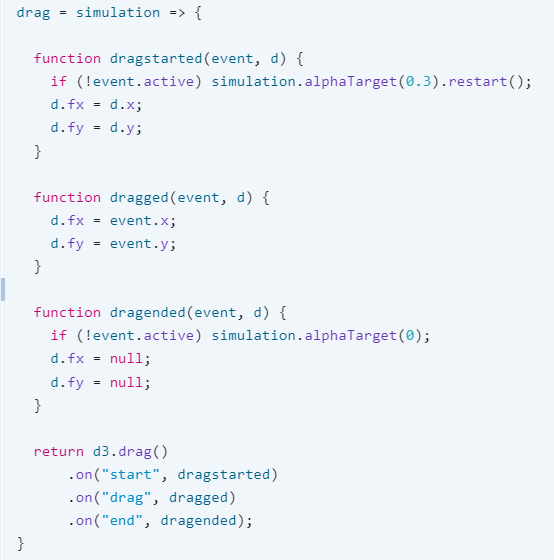 drag = simulation => {
function dragstarted(event, d) {
if (!event.active) simulation.alphaTarget(0.3).restart();
d.fx = d.x;
d.fy = d.y;
}
function dragged(event, d) {
d.fx = event.x;
d.fy = event.y;
}
function dragended(event, d) {
if (!event.active) simulation.alphaTarget(0);
d.fx = null;
d.fy = null;
}
return d3.drag()
.on("start", dragstarted)
.on("drag", dragged)
.on("end", dragended);
}